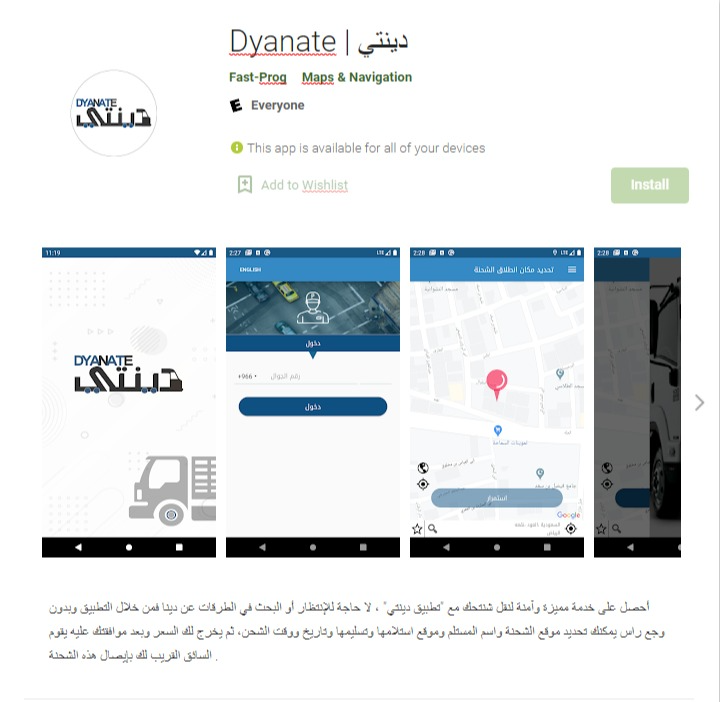 Dyanate | دينتي
Fast-Prog Maps & Navigation
Everyone
This app is available for all of your devices
Add to Wishlist
Install
DYANATE
دينتي
11:19
DYANATE
دينتي
2:27
LTE
ENGLISH
دخول
+966
رقم الجوال
دخول
2:28
LTE
تحديد مكان انطلاق الشحنة
استمرار
Google
2:28
أحصل على خدمة مميزة وآمنة لنقل شنتحك مع "تطبيق دينتي" ، لا حاجة للإنتظار أو البحث في الطرقات عن دينا فمن خلال التطبيق وبدون
وجع راس يمكنك تحديد موقع الشحنة واسم المستلم وموقع استلامها وتسليمها وتاريخ ووقت الشحن، ثم يخرج لك السعر وبعد موافقتك عليه يقوم
السائق القريب لك بإيصال هذه الشحنة .